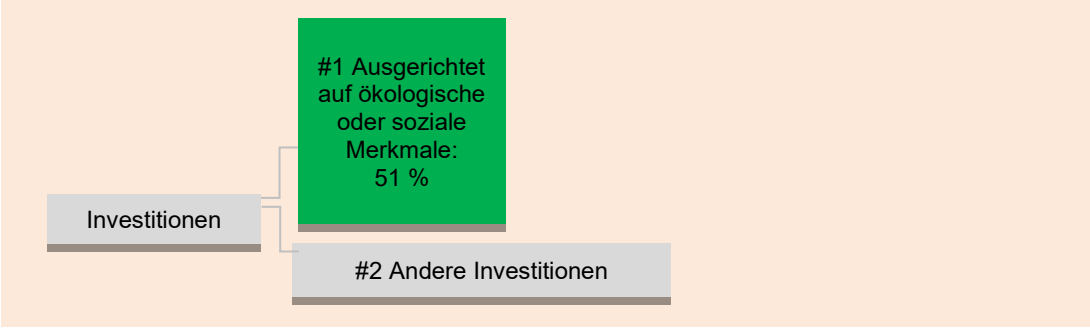 #1 Ausgerichtet
auf ökologische
oder soziale
Merkmale:
51 %
Investitionen
#2 Andere Investitionen